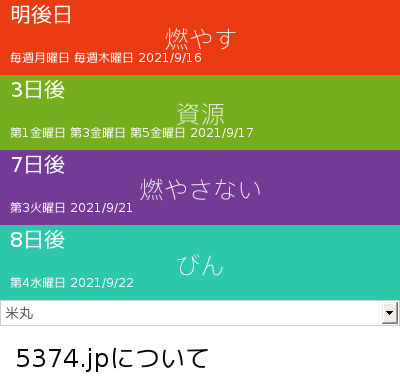 明後日
燃やす
毎週月曜日 毎週木曜日 2021/9/16
3日後
資源
第1金曜日 第3金曜日 第5金曜日 2021/9/17
7日後
燃やさない
第3火曜日 2021/9/21
8日後
びん
第4水曜日 2021/9/22
米丸
5374.jpについて